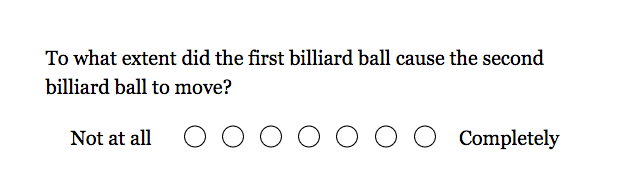 To what extent did the first billiard ball cause the second
billiard ball to move?
Not at all Completely